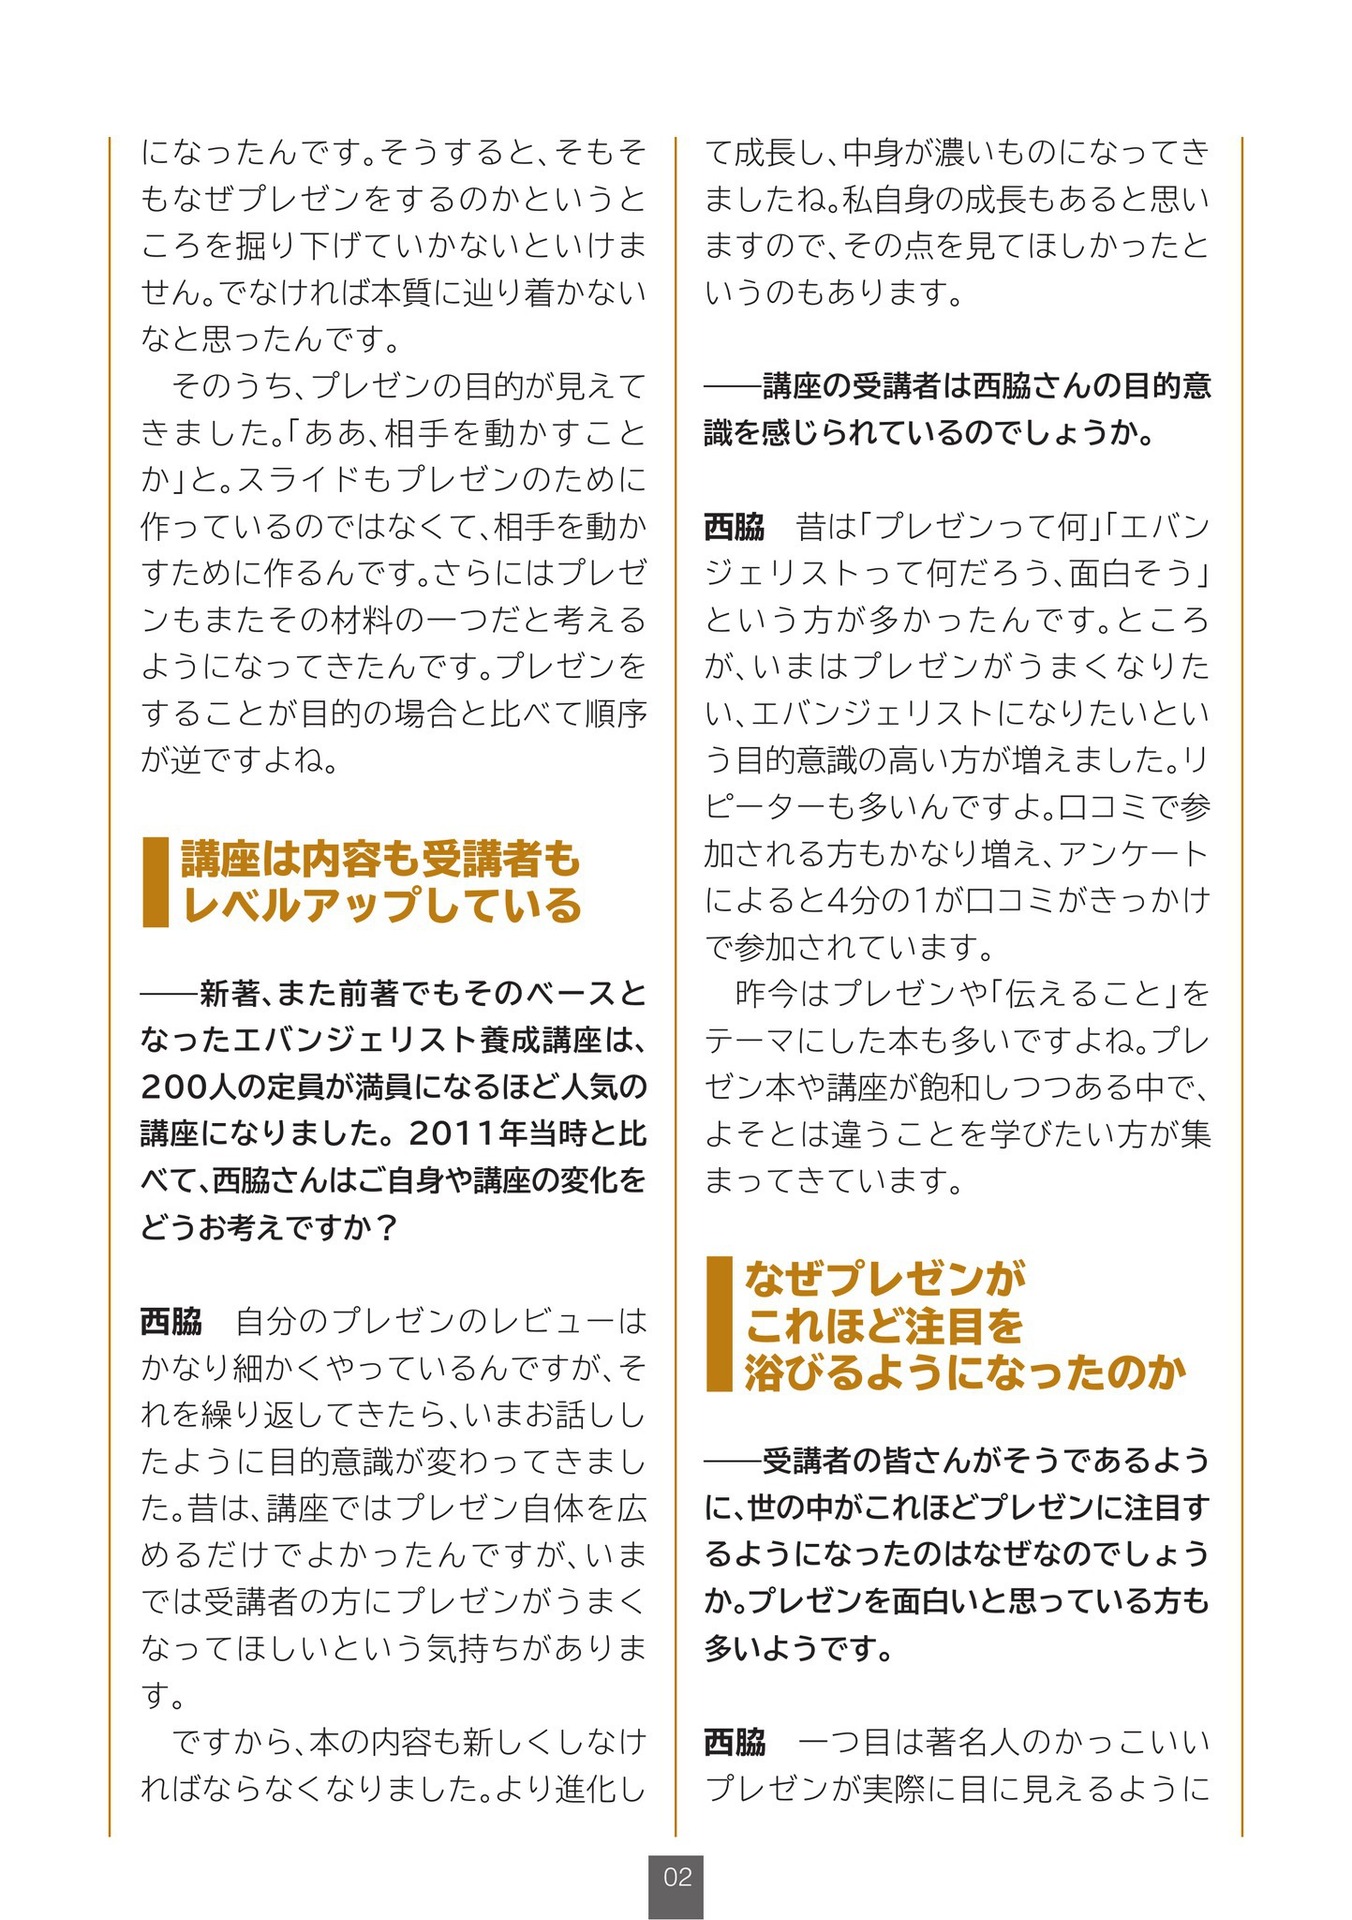 になったんです。そうすると、そもそ
もなぜプレゼンをするのかというと
ころを掘り下げていかないといけま
せん。でなければ本質に辿り着かない
なと思ったんです。
　そのうち、プレゼンの目的が見えて
きました。「ああ、相手を動かすこと
か」と。スライドもプレゼンのために
作っているのではなくて、相手を動か
すために作るんです。さらにはプレゼ
ンもまたその材料の一つだと考える
ようになってきたんです。プレゼンを
することが目的の場合と比べて順序
が逆ですよね。
講座は内容も受講者も
レベルアップしている
――新著、また前著でもそのベースと
なったエバンジェリスト養成講座は、
200人の定員が満員になるほど人気の
講座になりました。2011年当時と比
べて、西脇さんはご自身や講座の変化を
どうお考えですか？
西脇　自分のプレゼンのレビューは
かなり細かくやっているんですが、そ
れを繰り返してきたら、いまお話しし
たように目的意識が変わってきまし
た。昔は、講座ではプレゼン自体を広
めるだけでよかったんですが、いま
では受講者の方にプレゼンがうまく
なってほしいという気持ちがありま
す。
　ですから、本の内容も新しくしなけ
ればならなくなりました。より進化し
て成長し、中身が濃いものになってき
ましたね。私自身の成長もあると思い
ますので、その点を見てほしかったと
いうのもあります。
――講座の受講者は西脇さんの目的意
識を感じられているのでしょうか。
西脇　昔は「プレゼンって何」「エバン
ジェリストって何だろう、面白そう」
という方が多かったんです。ところ
が、いまはプレゼンがうまくなりた
い、エバンジェリストになりたいとい
う目的意識の高い方が増えました。リ
ピーターも多いんですよ。口コミで参
加される方もかなり増え、アンケート
によると4分の1が口コミがきっかけ
で参加されています。
　昨今はプレゼンや「伝えること」を
テーマにした本も多いですよね。プレ
ゼン本や講座が飽和しつつある中で、
よそとは違うことを学びたい方が集
まってきています。
なぜプレゼンが
これほど注目を
浴びるようになったのか
――受講者の皆さんがそうであるよう
に、世の中がこれほどプレゼンに注目す
るようになったのはなぜなのでしょう
か。プレゼンを面白いと思っている方も
多いようです。
西脇　一つ目は著名人のかっこいい
プレゼンが実際に目に見えるように
02